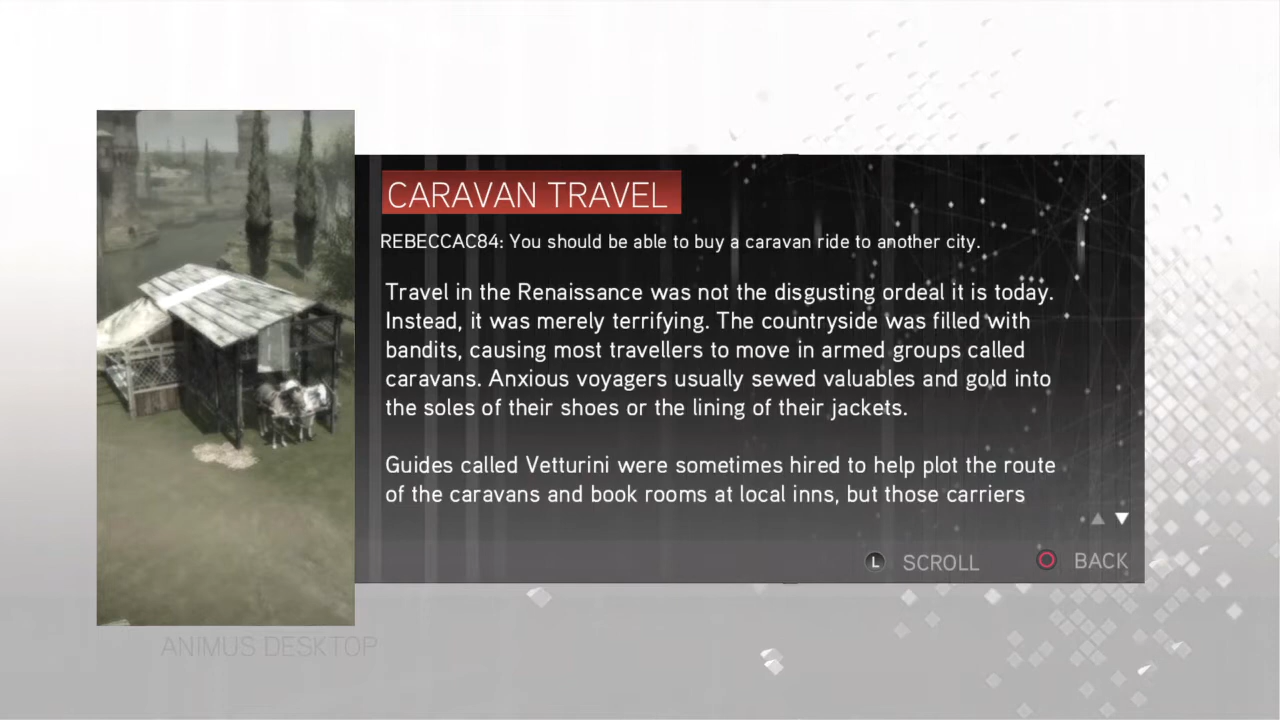 CARAVAN TRAVEL
REBECCAC84: You should be able to buy a caravan ride to another city.
Travel in the Renaissance was not the disgusting ordeal it is today.
Instead, it was merely terrifying. The countryside was filled with
bandits, causing most travellers to move in armed groups called
caravans. Anxious voyagers usually sewed valuables and gold into
the soles of their shoes or the lining of their jackets.
Guides called Vetturini were sometimes hired to help plot the route
of the caravans and book rooms at local inns, but those carriers
L SCROLL BACK
ANIMUS DESKTOP